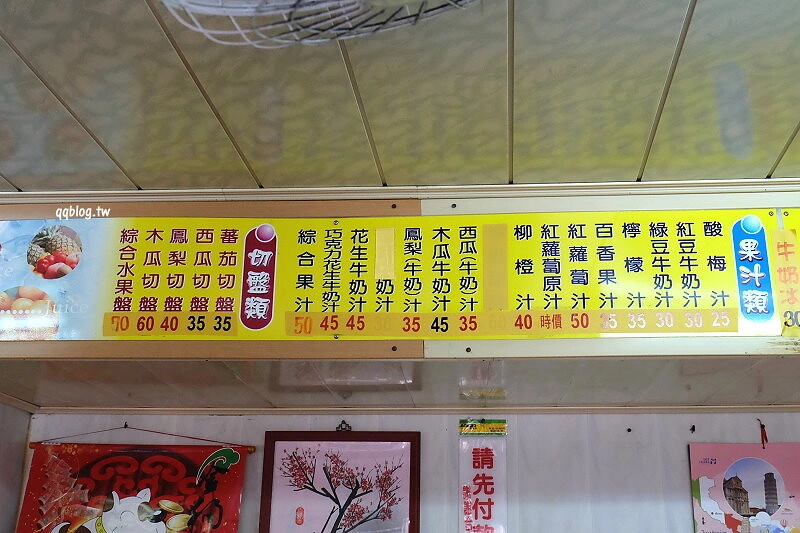 qqblog.tw
牛奶冰
30
果汁類
酸梅汁 25
紅豆牛奶汁 30
綠豆牛奶汁 30
檸檬汁 35
百香果汁 35
紅蘿蔔汁 50
紅蘿蔔原汁 時價
柳橙汁 40
西瓜(牛奶)汁 35
木瓜牛奶汁 45
鳳梨(牛奶)汁 35
奶汁
花生牛奶汁 45
巧克力花生牛奶汁 45
綜合果汁 50
切盤類
蕃茄切盤 35
西瓜切盤 35
鳳梨切盤 40
木瓜切盤 60
綜合水果盤 70
Juice
請先付款